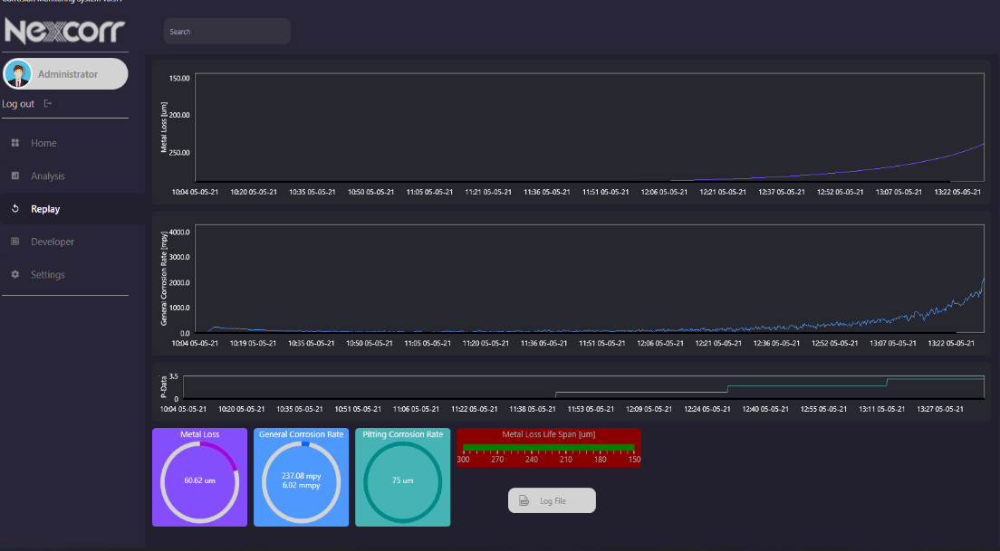 Nexcorr
Search
Administrator
Log out
Home
Analysis
Replay
Developer
Settings
Metal Loss [um]
150.00
200.00
250.00
10:04 05-05-21 10:20 05-05-21 10:35 05-05-21 10:50 05-05-21 11:05 05-05-21 11:21 05-05-21 11:36 05-05-21 11:51 05-05-21 12:06 05-05-21 12:21 05-05-21 12:37 05-05-21 12:52 05-05-21 13:07 05-05-21 13:22 05-05-21
General Corrosion Rate [mpy]
4000.0
3000.0
2000.0
1000.0
0.0
10:04 05-05-21 10:19 05-05-21 10:35 05-05-21 10:50 05-05-21 11:05 05-05-21 11:20 05-05-21 11:36 05-05-21 11:51 05-05-21 12:06 05-05-21 12:21 05-05-21 12:36 05-05-21 12:52 05-05-21 13:07 05-05-21 13:22 05-05-21
P-Data
3.5
0
10:04 05-05-21 10:20 05-05-21 10:35 05-05-21 10:51 05-05-21 11:06 05-05-21 11:22 05-05-21 11:38 05-05-21 11:53 05-05-21 12:09 05-05-21 12:24 05-05-21 12:40 05-05-21 12:55 05-05-21 13:11 05-05-21 13:27 05-05-21
Metal Loss
60.62 um
General Corrosion Rate
237.08 mpy
6.02 mmpy
Pitting Corrosion Rate
75 um
Metal Loss Life Span [um]
300 270 240 210 180 150
Log File